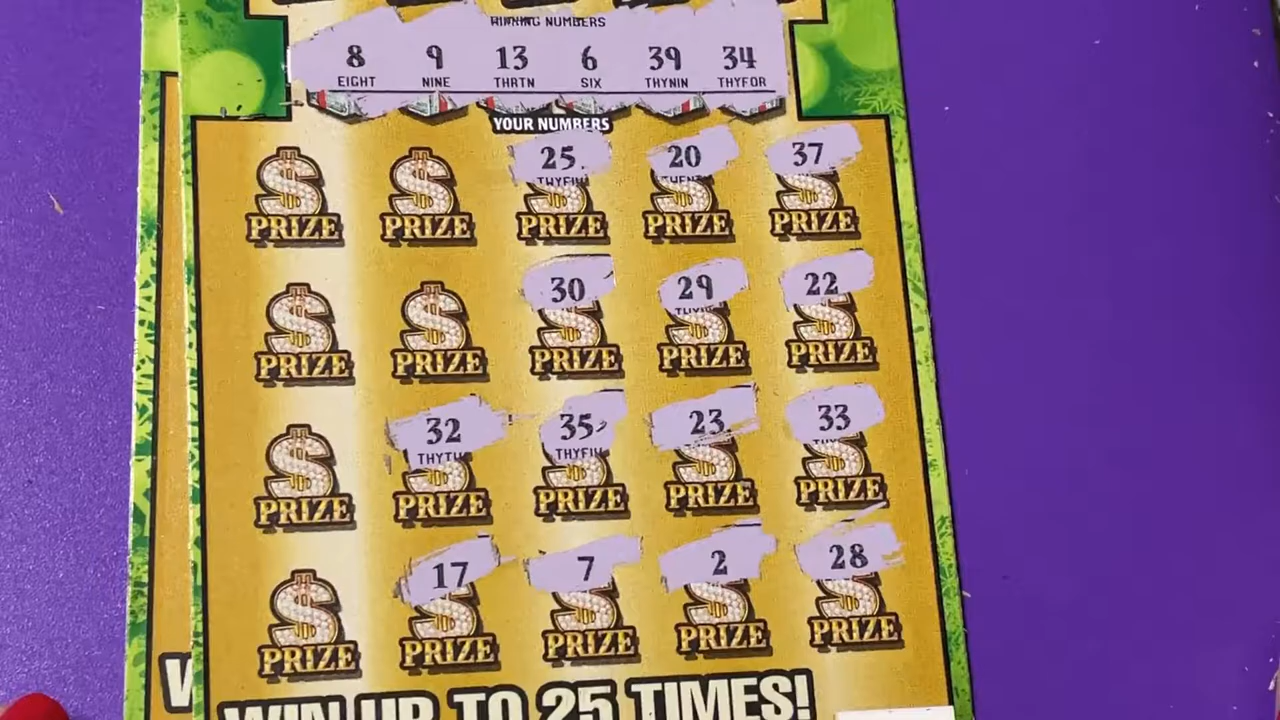 WINNING NUMBERS
8 9 13 6 39 34
EIGHT NINE THRTN SIX THYNIN THYFOR
YOUR NUMBERS
25 20 37
$ $ $ $ $
PRIZE PRIZE PRIZE PRIZE PRIZE
30 29 22
$ $ $ $ $
PRIZE PRIZE PRIZE PRIZE PRIZE
32 35 23 33
$ $ $ $ $
PRIZE PRIZE PRIZE PRIZE PRIZE
17 7 2 28
$ $ $ $ $
PRIZE PRIZE PRIZE PRIZE PRIZE
WIN UP TO 25 TIMES!